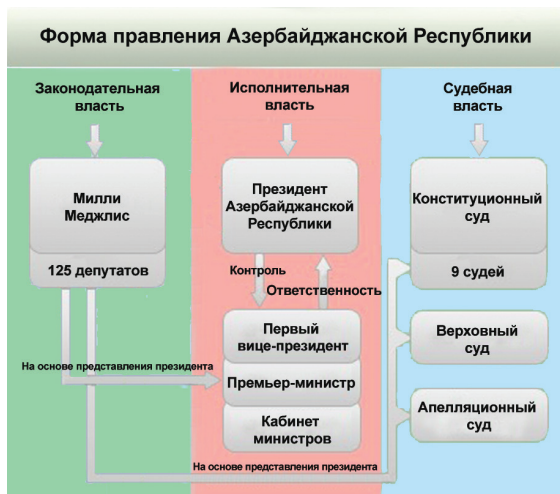 Форма правления Азербайджанской Республики
Законодательная
власть
Милли
Меджлис
125 депутатов
На основе представления президента
Исполнительная
власть
Президент
Азербайджанской
Республики
Контроль
Ответственность
Первый
вице-президент
Премьер-министр
Кабинет
министров
На основе представления президента
Судебная
власть
Конституционный
суд
9 судей
Верховный
суд
Апелляционный
суд